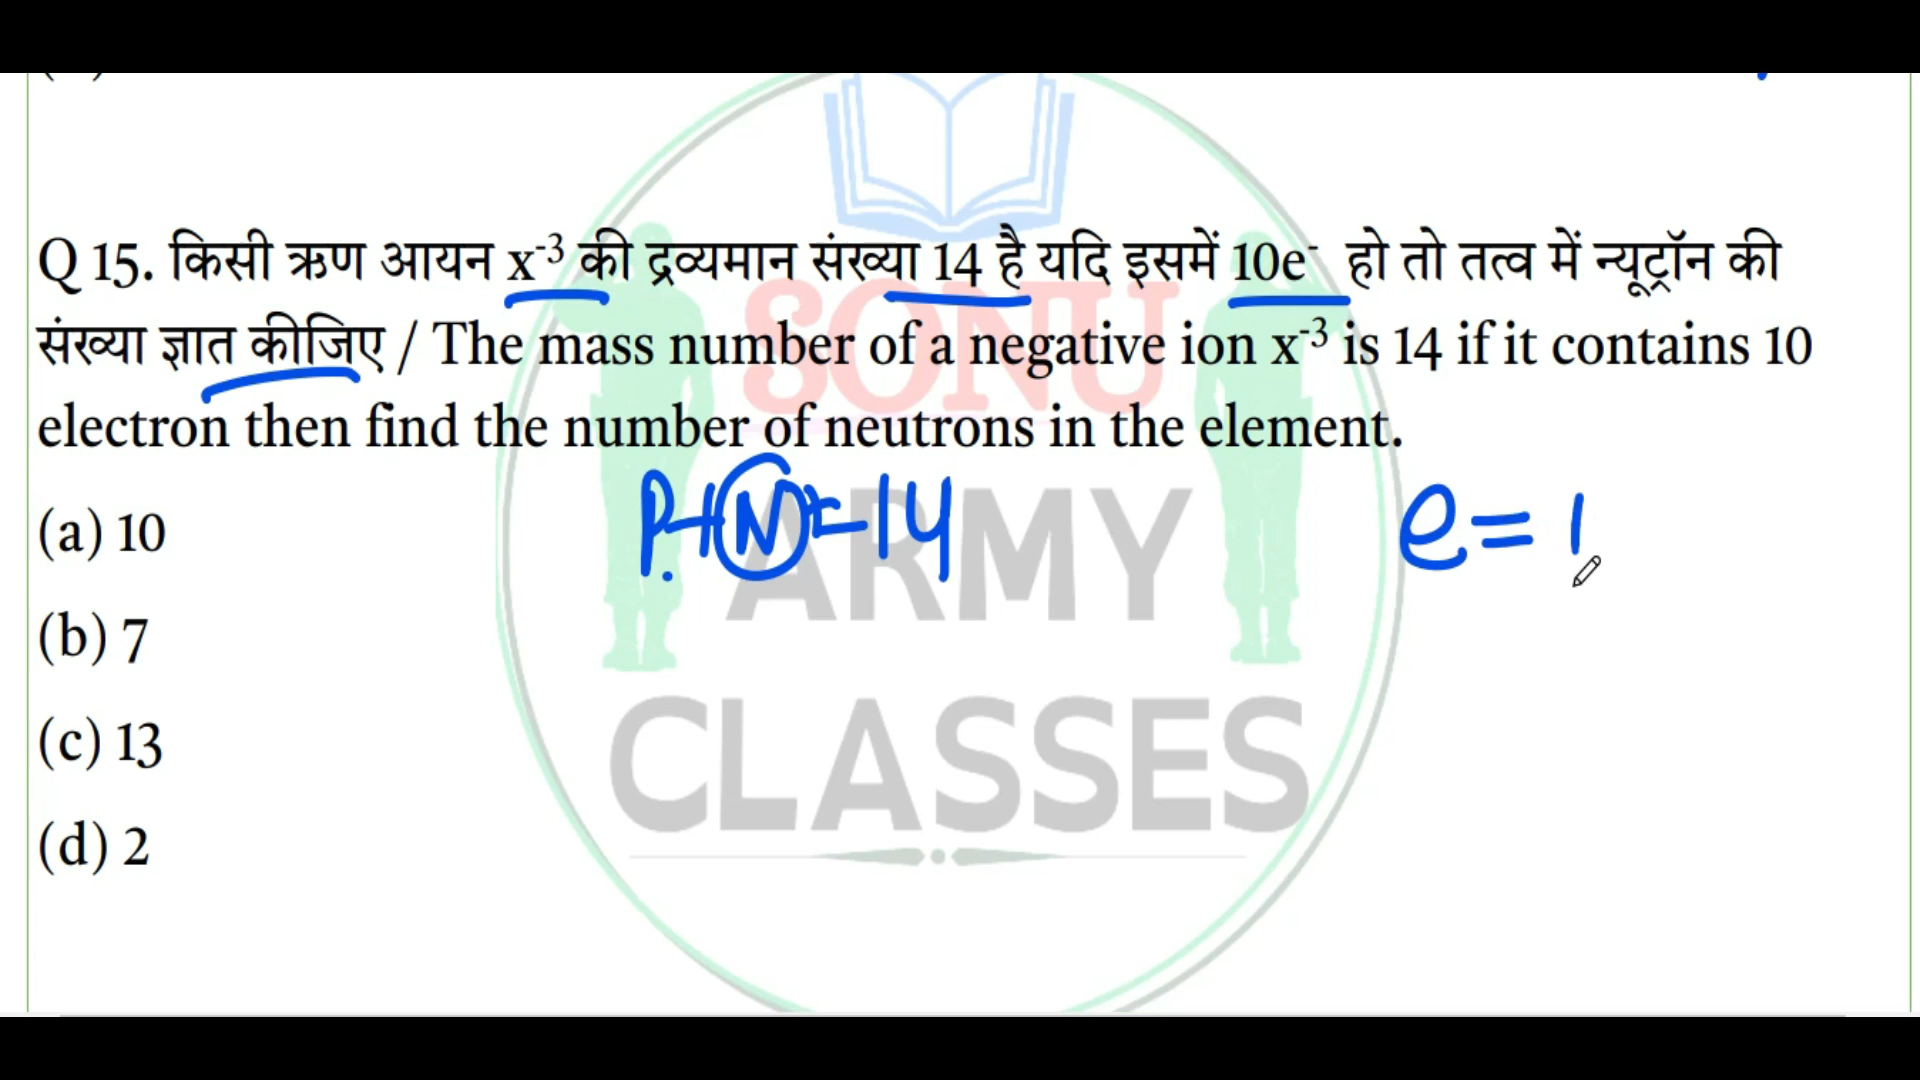 Q 15. किसी ऋण आयन x⁻³ की द्रव्यमान संख्या 14 है यदि इसमें 10e⁻ हो तो तत्व में न्यूट्रॉन की
संख्या ज्ञात कीजिए / The mass number of a negative ion x⁻³ is 14 if it contains 10
electron then find the number of neutrons in the element.
P+N=14
e=1
(a) 10
(b) 7
(c) 13
(d) 2
SONU
ARMY
CLASSES